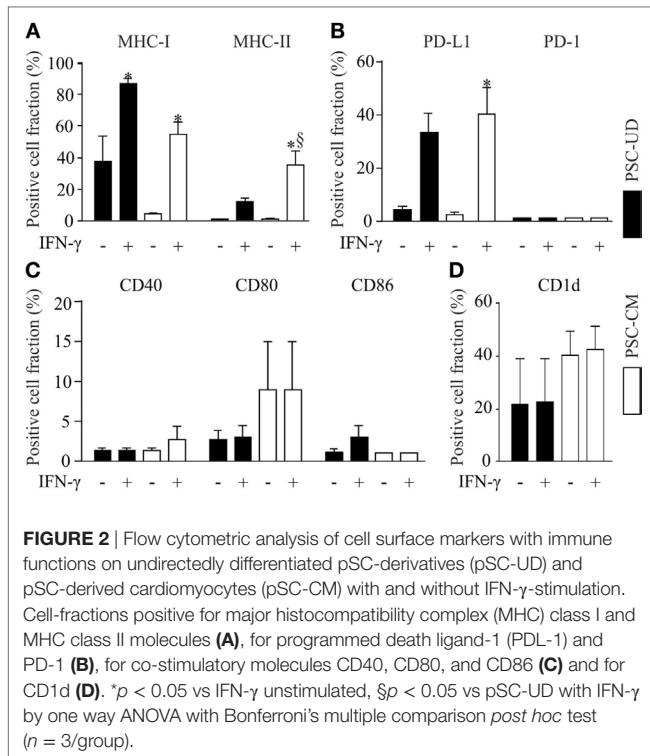 A
MHC-I MHC-II
Positive cell fraction (%)
100
80
60
40
20
0
* * *§
IFN-γ - + - + - + - +
B
PD-L1 PD-1
Positive cell fraction (%)
60
40
20
0
*
IFN-γ - + - + - + - +
PSC-UD
C
CD40 CD80 CD86
Positive cell fraction (%)
20
15
10
5
0
IFN-γ - + - + - + - + - + - +
D
CD1d
Positive cell fraction (%)
60
40
20
0
IFN-γ - + - +
PSC-CM
FIGURE 2 | Flow cytometric analysis of cell surface markers with immune
functions on undirectedly differentiated pSC-derivatives (pSC-UD) and
pSC-derived cardiomyocytes (pSC-CM) with and without IFN-γ-stimulation.
Cell-fractions positive for major histocompatibility complex (MHC) class I and
MHC class II molecules (A), for programmed death ligand-1 (PDL-1) and
PD-1 (B), for co-stimulatory molecules CD40, CD80, and CD86 (C) and for
CD1d (D). *p < 0.05 vs IFN-γ unstimulated, §p < 0.05 vs pSC-UD with IFN-γ
by one way ANOVA with Bonferroni's multiple comparison post hoc test
(n = 3/group).